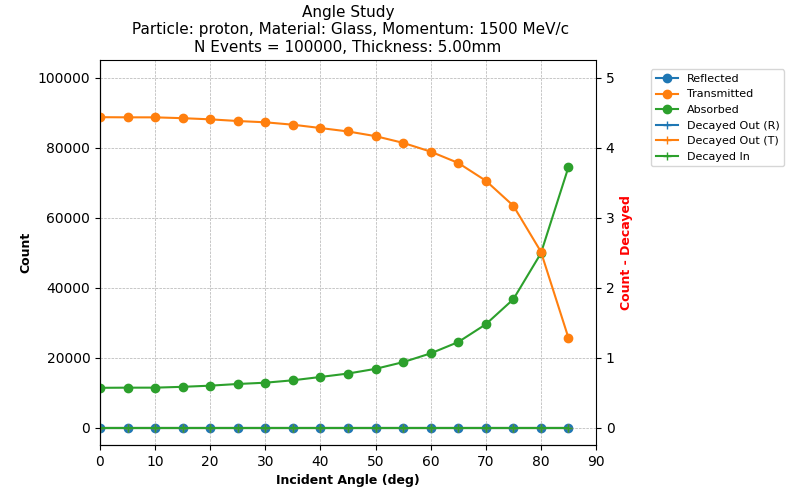 Angle Study
Particle: proton, Material: Glass, Momentum: 1500 MeV/c
N Events = 100000, Thickness: 5.00mm
100000
80000
60000
40000
20000
0
Count
5
4
3
2
1
0
Count - Decayed
0 10 20 30 40 50 60 70 80 90
Incident Angle (deg)
Reflected
Transmitted
Absorbed
Decayed Out (R)
Decayed Out (T)
Decayed In